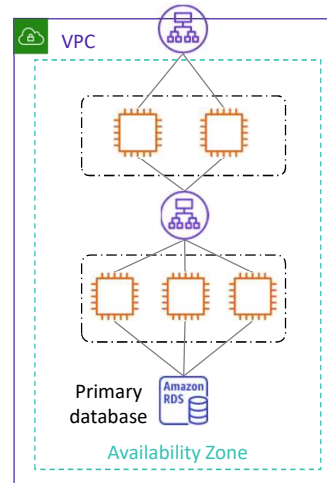 VPC
Primary
database
Amazon
RDS
Availability Zone